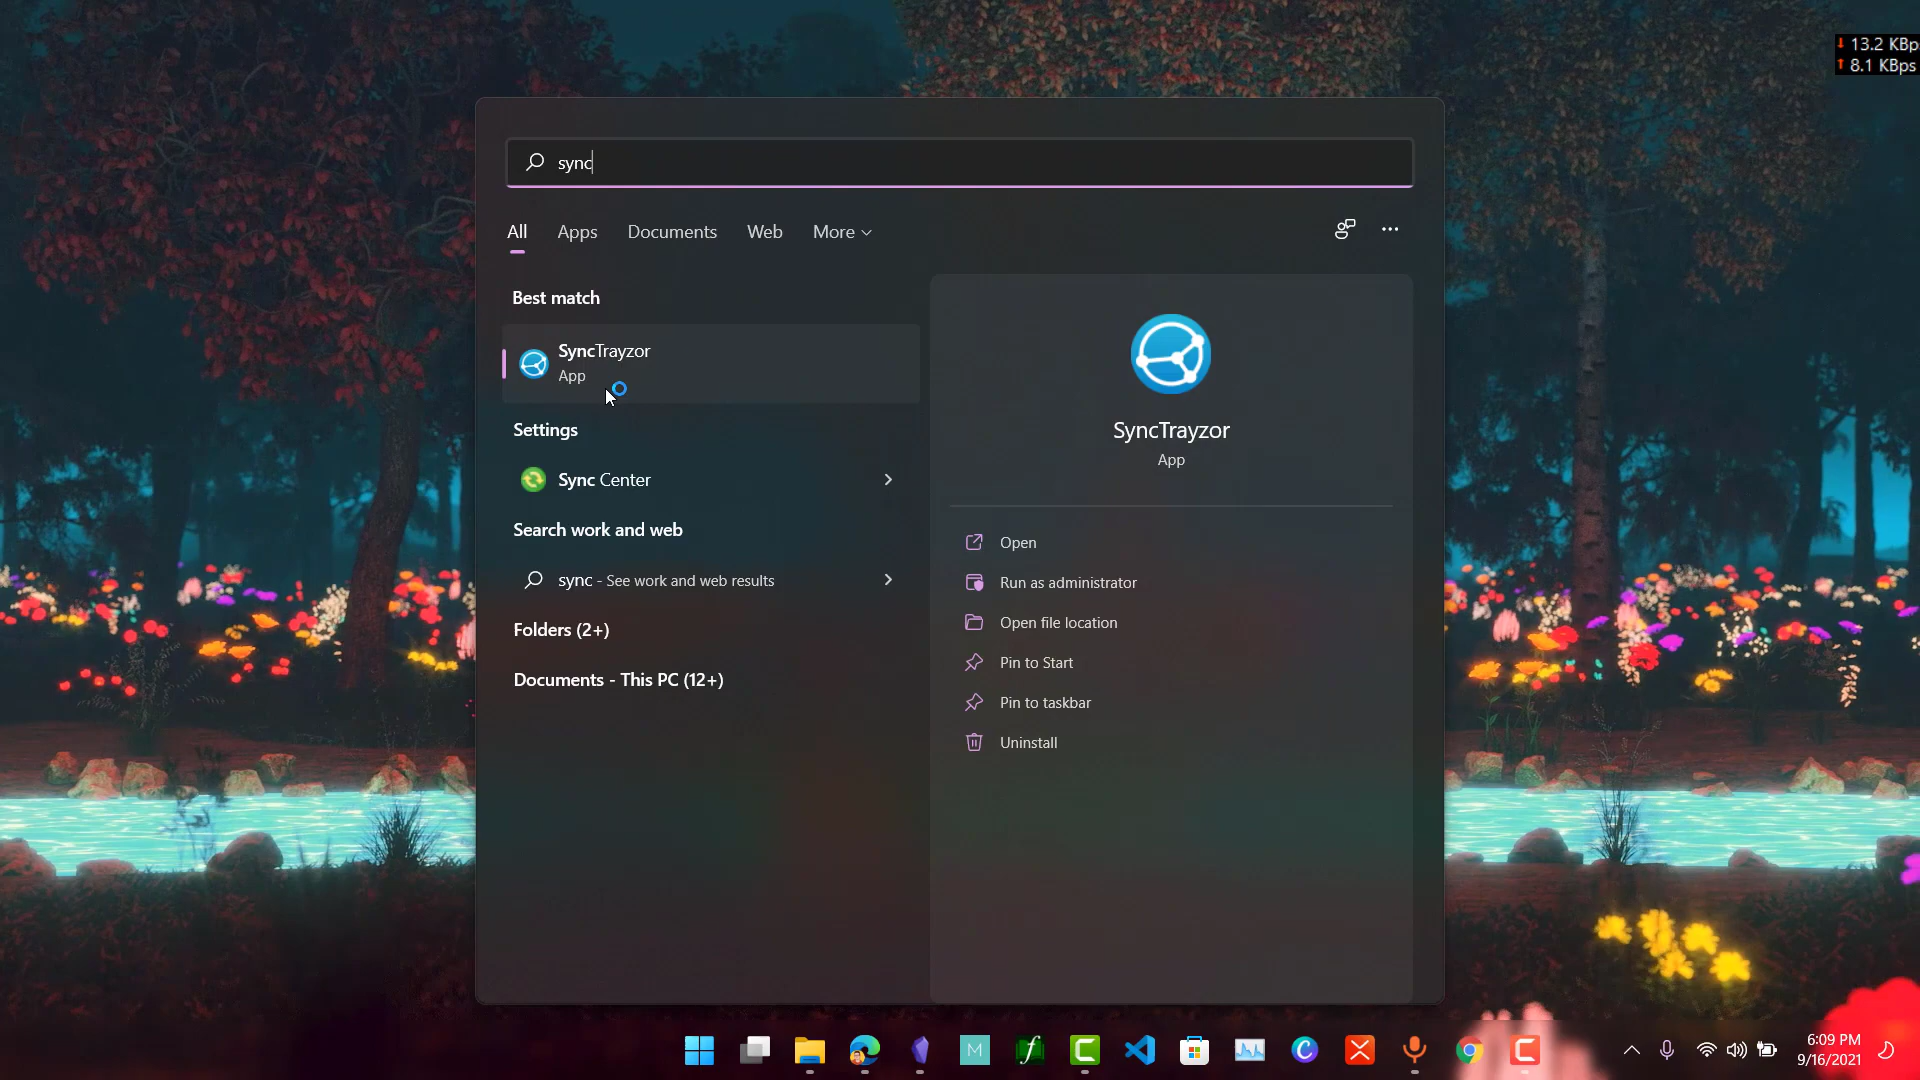 13.2 KBp
8.1 KBps
sync
All Apps Documents Web More
Best match
SyncTrayzor
App
Settings
Sync Center
Search work and web
sync - See work and web results
Folders (2+)
Documents - This PC (12+)
SyncTrayzor
App
Open
Run as administrator
Open file location
Pin to Start
Pin to taskbar
Uninstall
M
f
C
C
C
6:09 PM
9/16/2021